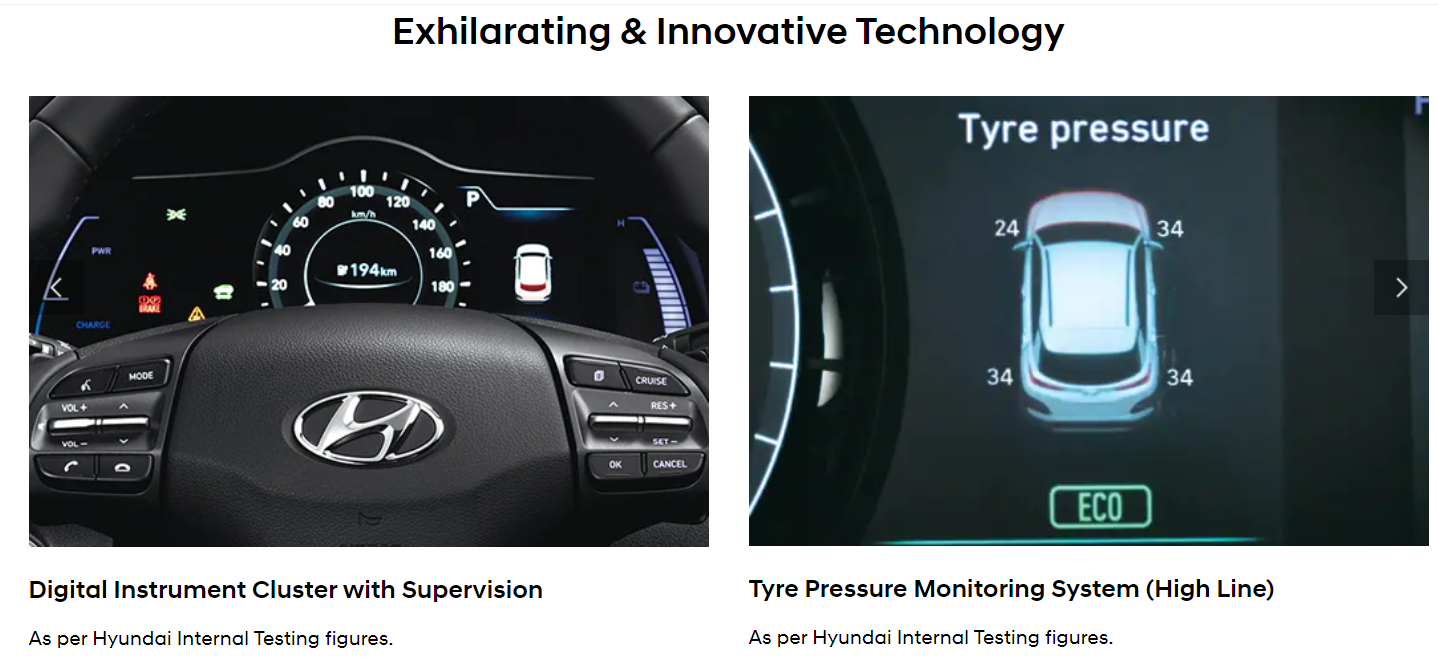 Exhilarating & Innovative Technology
80 100 120
60 km/h 140
40 160
20 194km 180
P
H
PWR
BRAKE
CHARGE
MODE
VOL +
VOL −
CRUISE
RES +
SET −
OK CANCEL
Tyre pressure
24 34
34 34
ECO
Digital Instrument Cluster with Supervision
As per Hyundai Internal Testing figures.
Tyre Pressure Monitoring System (High Line)
As per Hyundai Internal Testing figures.